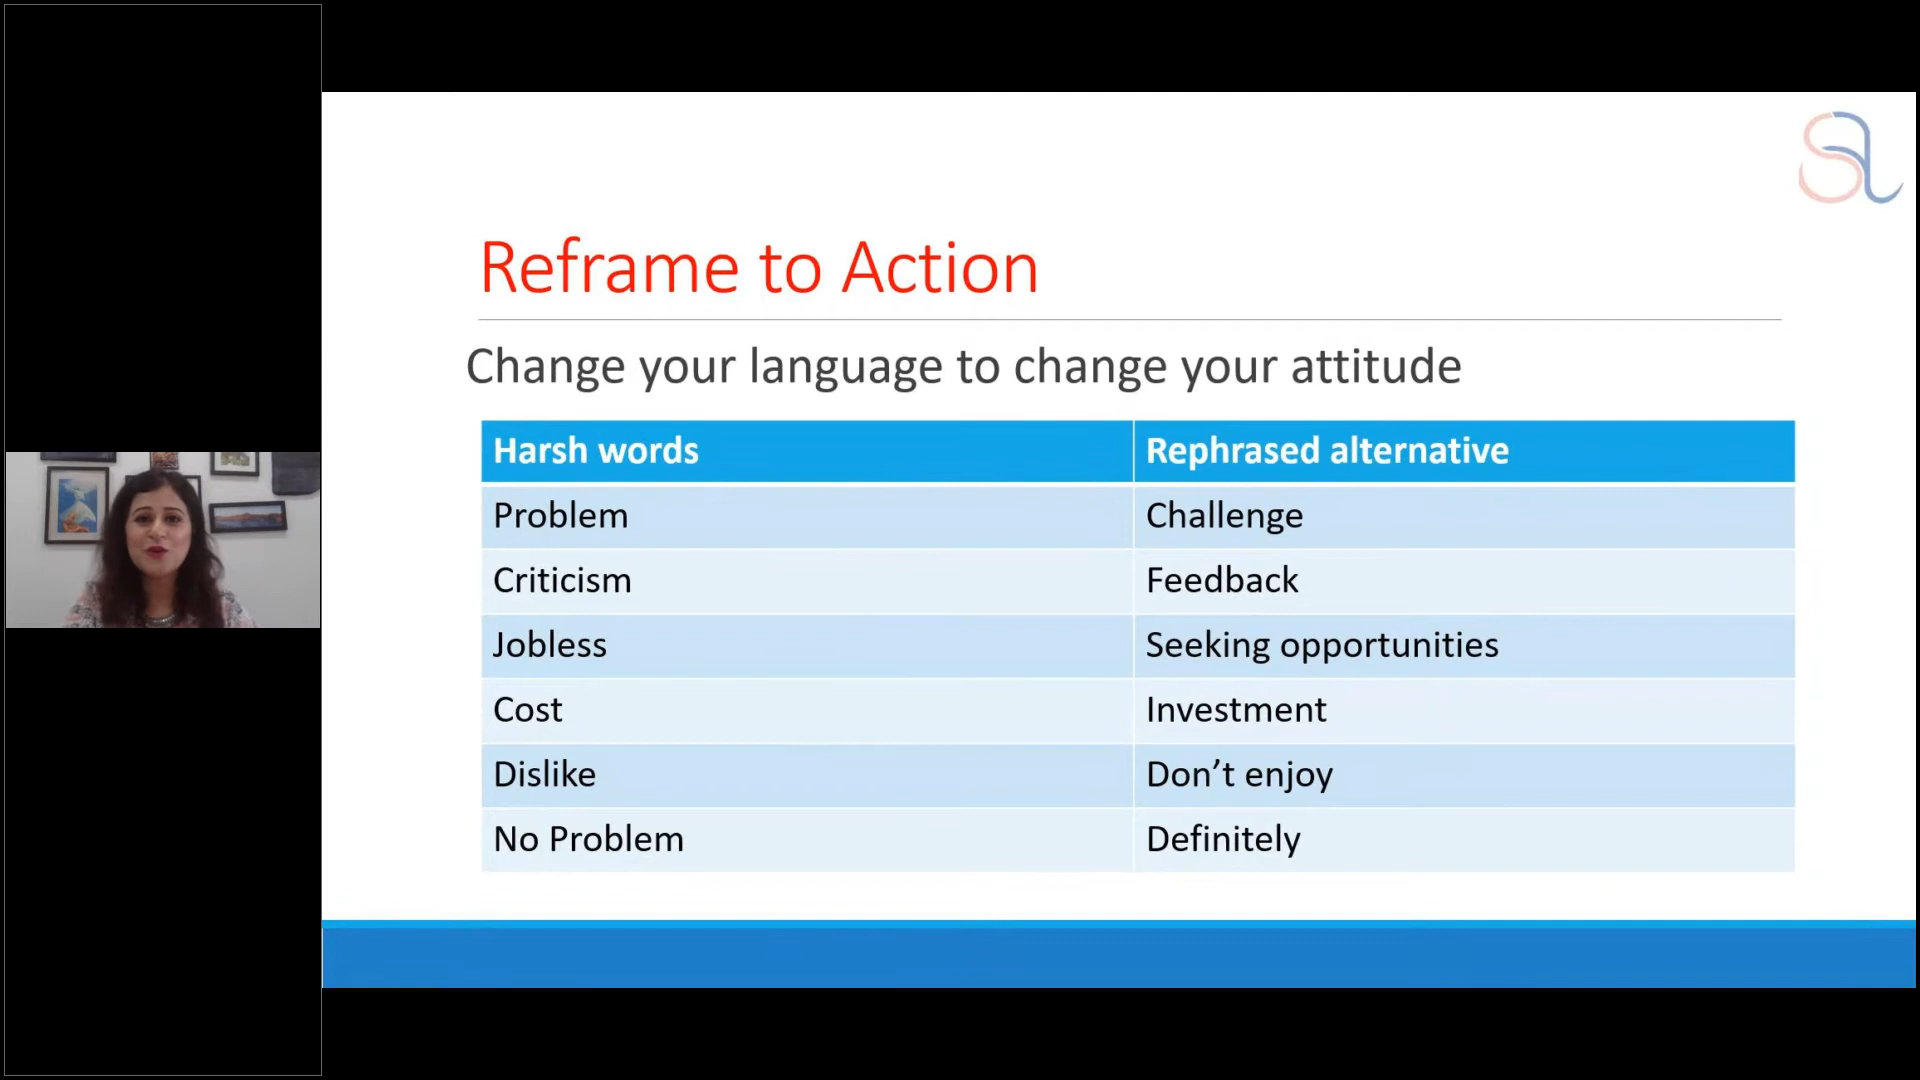 Reframe to Action
Change your language to change your attitude
Harsh words Rephrased alternative
Problem Challenge
Criticism Feedback
Jobless Seeking opportunities
Cost Investment
Dislike Don’t enjoy
No Problem Definitely